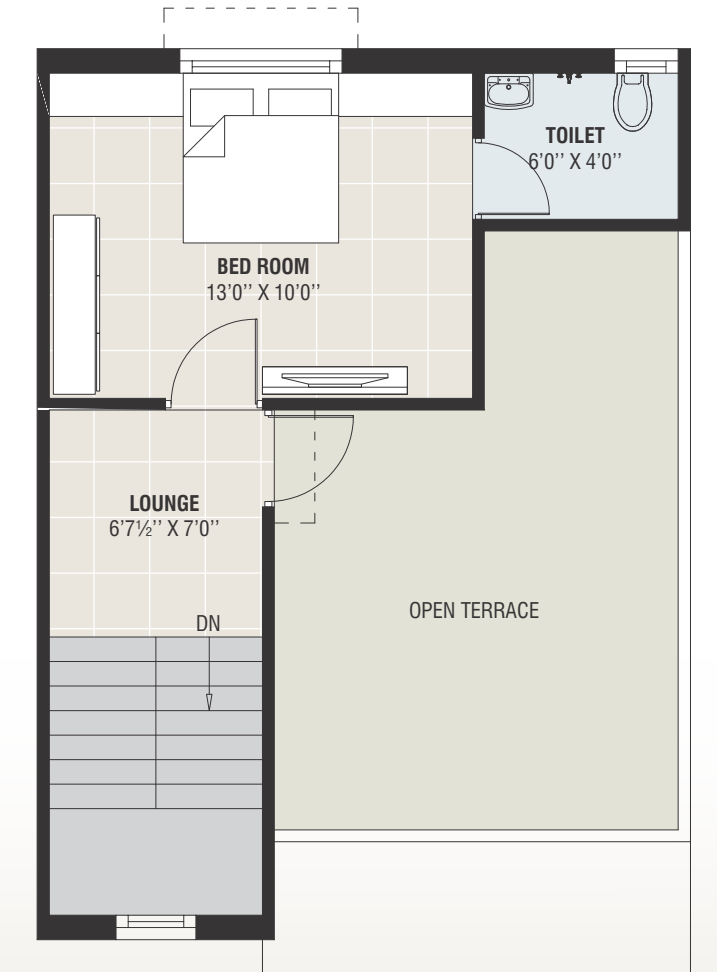 TOILET
6'0'' X 4'0''
BED ROOM
13'0'' X 10'0''
LOUNGE
6'7½'' X 7'0''
OPEN TERRACE
DN